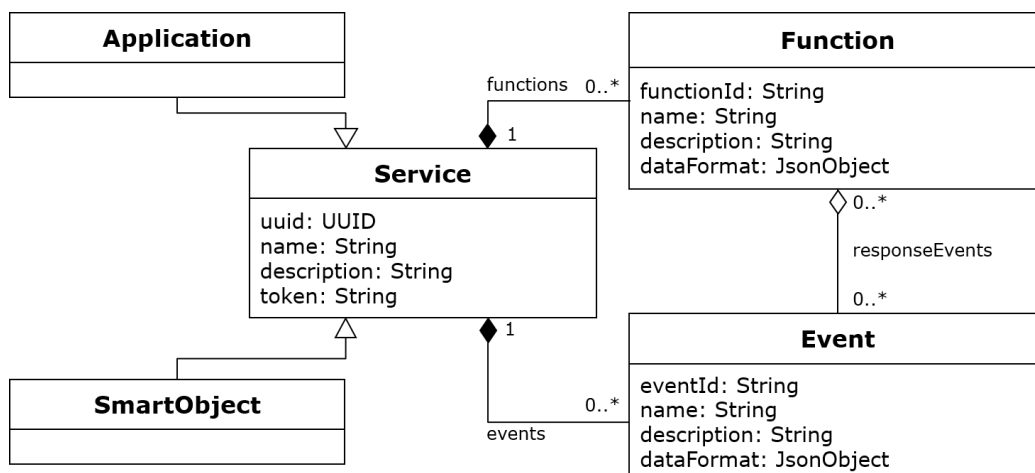 Application
Function
functionId: String
name: String
description: String
dataFormat: JsonObject
functions
0..*
1
Service
uuid: UUID
name: String
description: String
token: String
0..*
responseEvents
0..*
1
0..*
events
SmartObject
Event
eventId: String
name: String
description: String
dataFormat: JsonObject